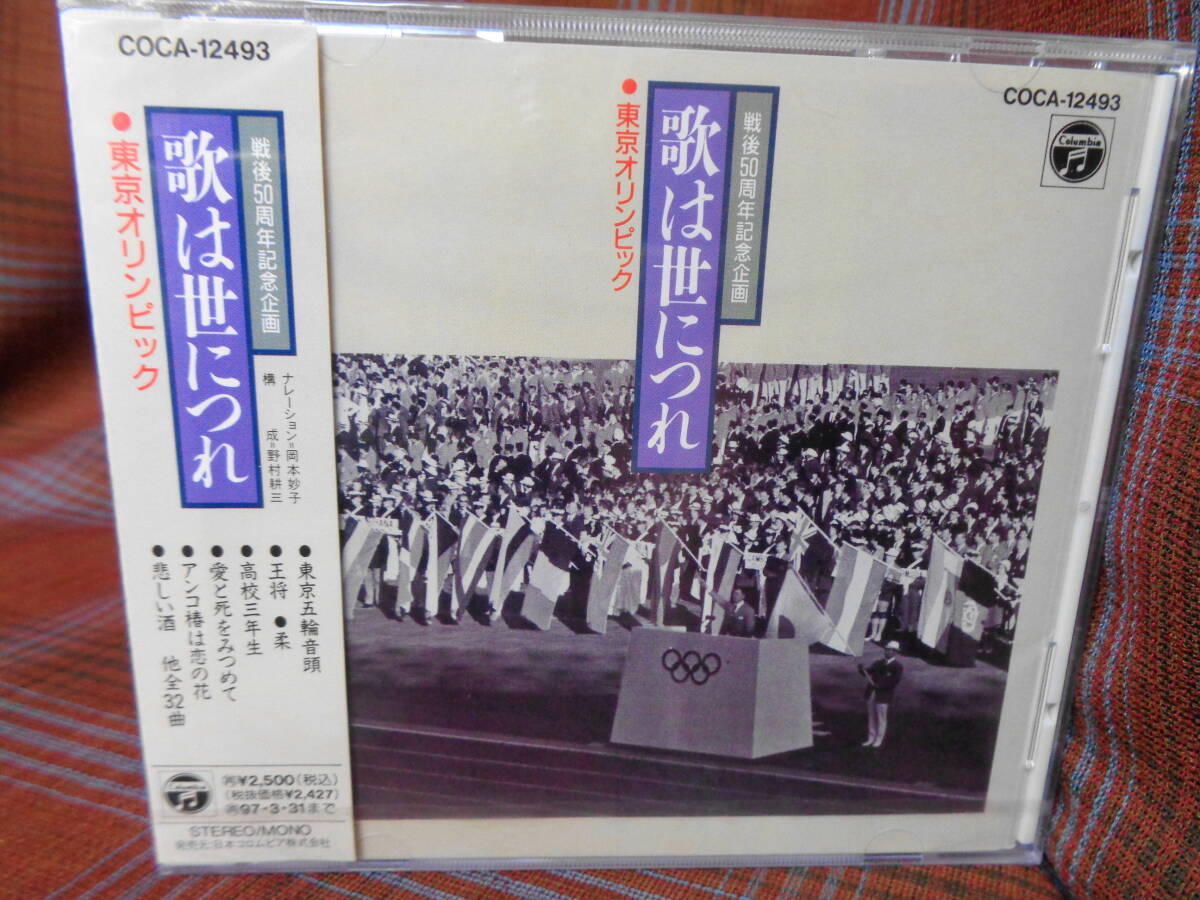 COCA-12493
戦後50周年記念企画
歌は世につれ
●東京オリンピック
ナレーション=岡本妙子
構　成=野村耕三
●東京五輪音頭
●王将　●柔
●高校三年生
●愛と死をみつめて
●アンコ椿は恋の花
●悲しい酒　他全32曲
Columbia
¥2,500(税込)
(税抜価格¥2,427)
97・3・31まで
STEREO/MONO
発売元:日本コロムビア株式会社
COCA-12493
Columbia
戦後50周年記念企画
歌は世につれ
●東京オリンピック